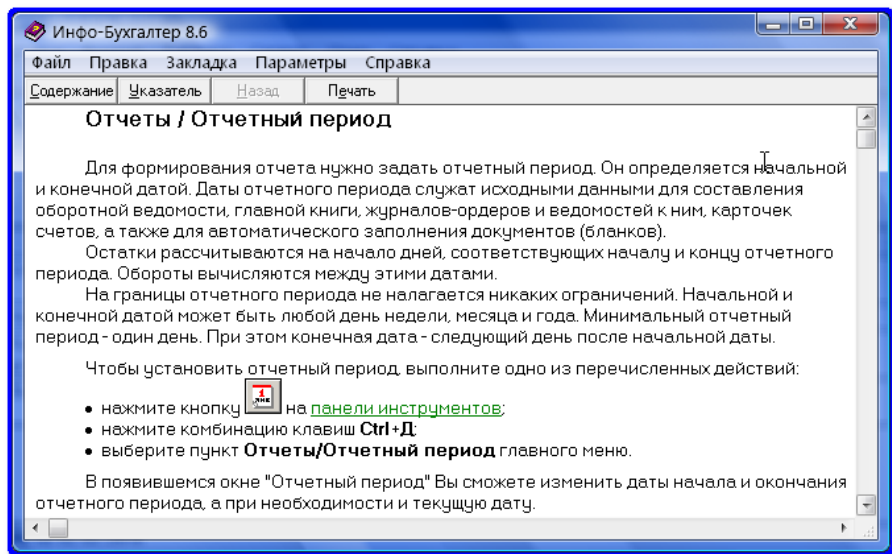 Инфо-Бухгалтер 8.6
Файл Правка Закладка Параметры Справка
Содержание Указатель Назад Печать
Отчеты / Отчетный период
Для формирования отчета нужно задать отчетный период. Он определяется начальной
и конечной датой. Даты отчетного периода служат исходными данными для составления
оборотной ведомости, главной книги, журналов-ордеров и ведомостей к ним, карточек
счетов, а также для автоматического заполнения документов (бланков).
Остатки рассчитываются на начало дней, соответствующих началу и концу отчетного
периода. Обороты вычисляются между этими датами.
На границы отчетного периода не налагается никаких ограничений. Начальной и
конечной датой может быть любой день недели, месяца и года. Минимальный отчетный
период - один день. При этом конечная дата - следующий день после начальной даты.
Чтобы установить отчетный период, выполните одно из перечисленных действий:
• нажмите кнопку 1 янв на панели инструментов;
• нажмите комбинацию клавиш Ctrl+Д;
• выберите пункт Отчеты/Отчетный период главного меню.
В появившемся окне "Отчетный период" Вы сможете изменить даты начала и окончания
отчетного периода, а при необходимости и текущую дату.